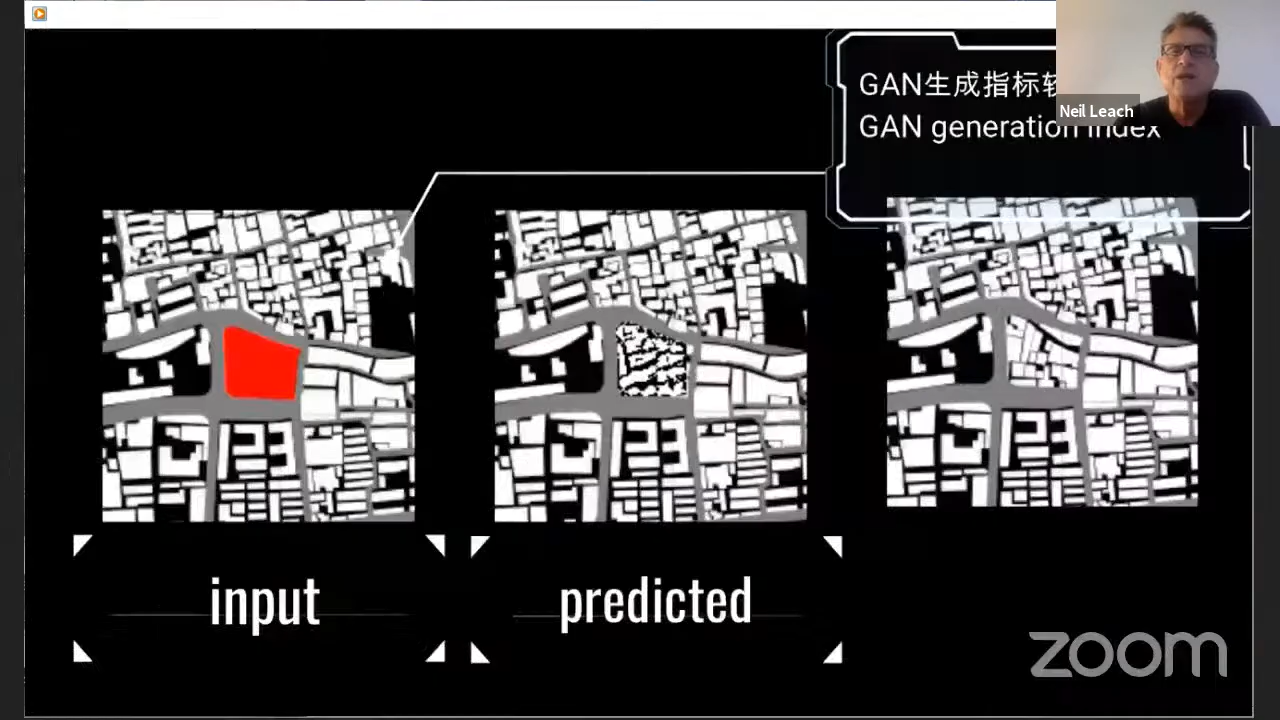 GAN生成指标
GAN generation index
Neil Leach
input
predicted
zoom